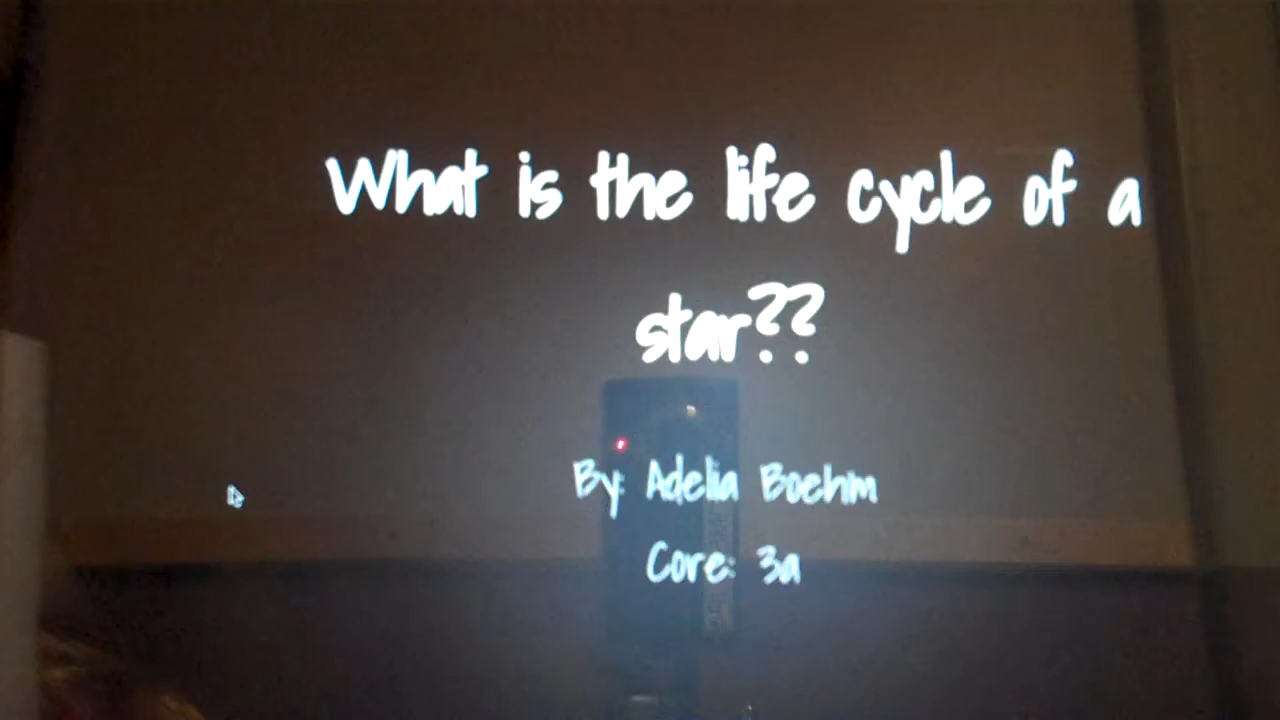 What is the life cycle of a
star??
By: Adelia Boehm
Core: 3a